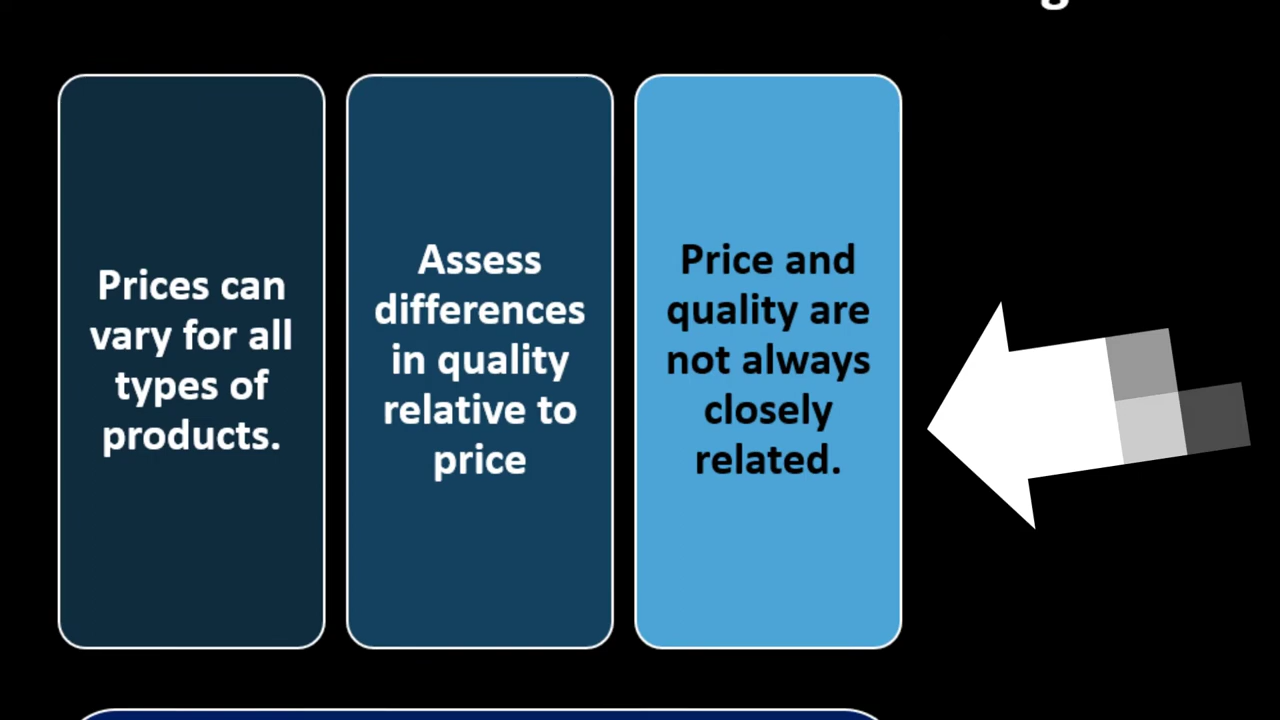 Prices can
vary for all
types of
products.
Assess
differences
in quality
relative to
price
Price and
quality are
not always
closely
related.